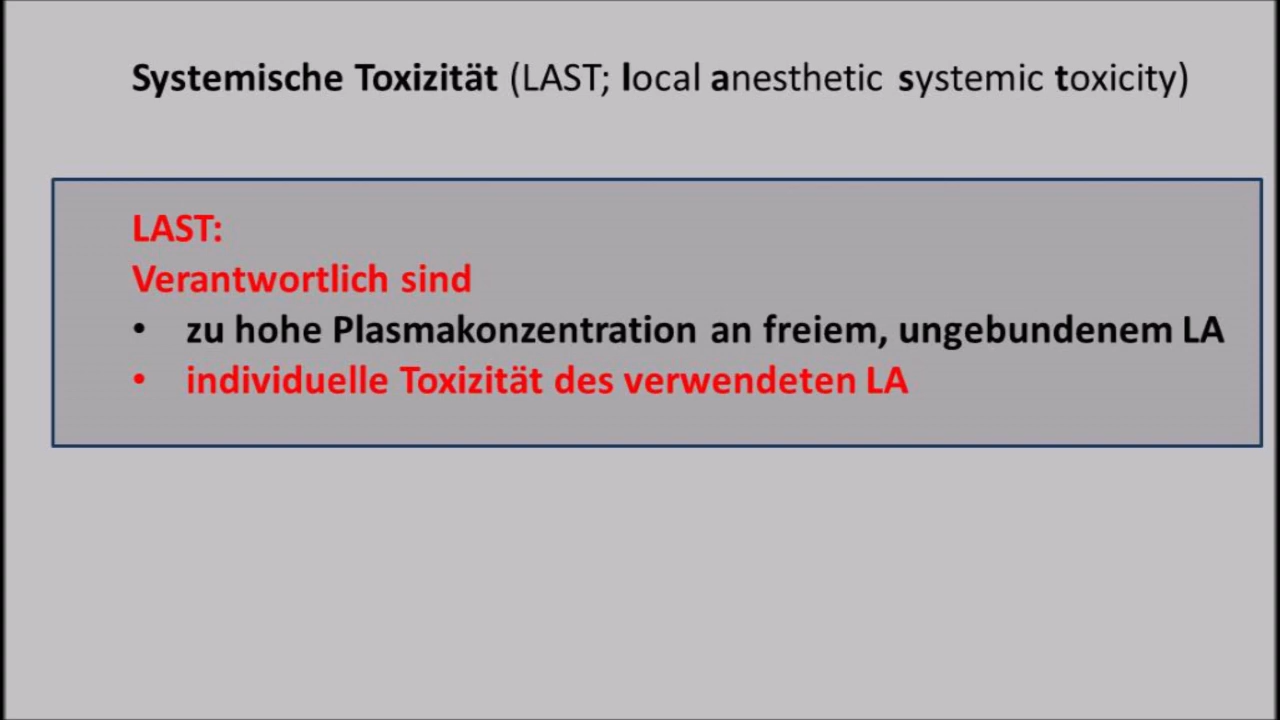 Systemische Toxizität (LAST; local anesthetic systemic toxicity)
LAST:
Verantwortlich sind
• zu hohe Plasmakonzentration an freiem, ungebundenem LA
• individuelle Toxizität des verwendeten LA